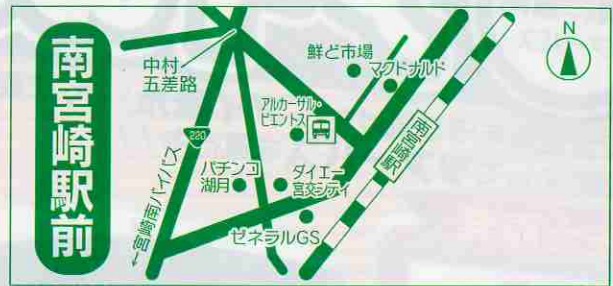 南宮崎駅前
中村
五差路
鮮ど市場
マクドナルド
アルカーサル・
ビエントス
220
パチンコ
湖月
ダイエー
宮交シティ
ゼネラルGS
←宮崎南バイパス
南宮崎駅
N